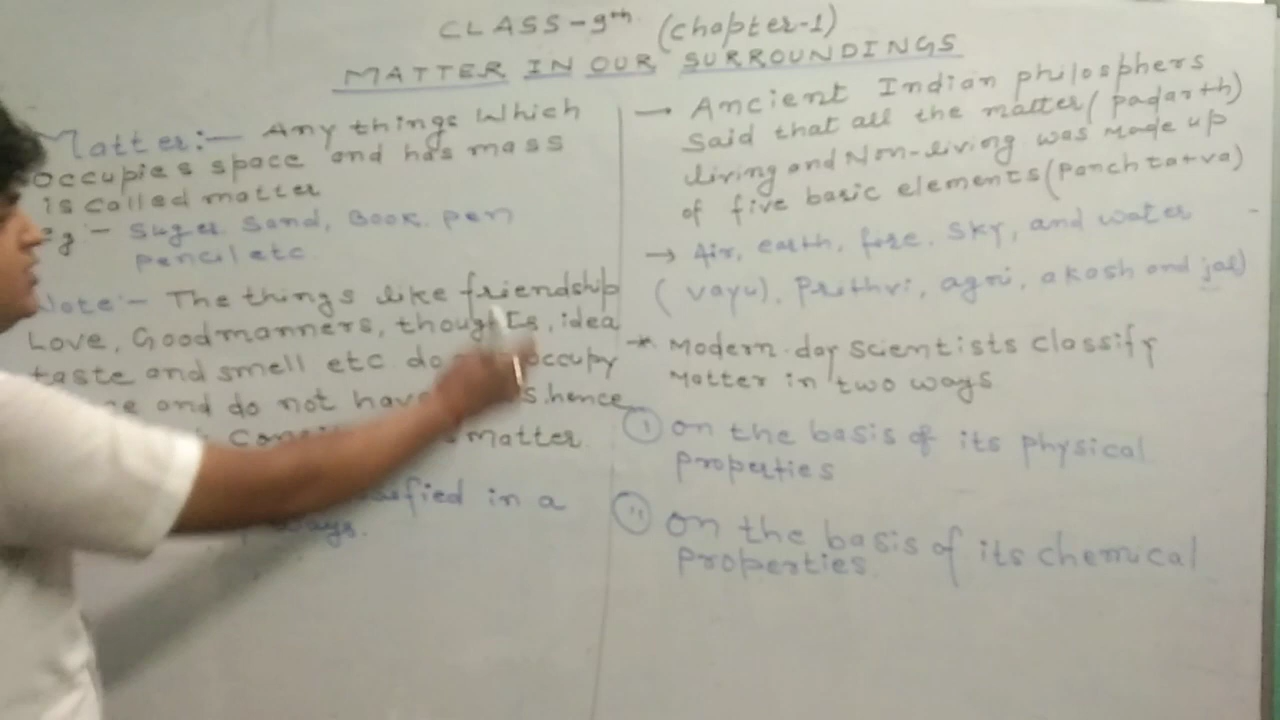 CLASS - 9th (Chapter-1)
MATTER IN OUR SURROUNDINGS
Matter:- Any things Which
occupies space and has mass
is called matter
Eg:- Suger Sand, Book. pen
pencil etc
Note:- The things like friendship
Love, Good manners, thoughts, idea
taste and smell etc do occupy
and do not have hence
matter
in a
ways.
→ Ancient Indian philosphers
Said that all the matter (padarth)
living and Non-living was made up
of five basic elements (Panch tatva)
→ Air, earth, fire, Sky, and water
(vayu), Prithvi, agni, akash and jal)
* Modern day scientists classify
Matter in two ways
(i) on the basis of its physical
properties
(ii) on the basis of its chemical
properties